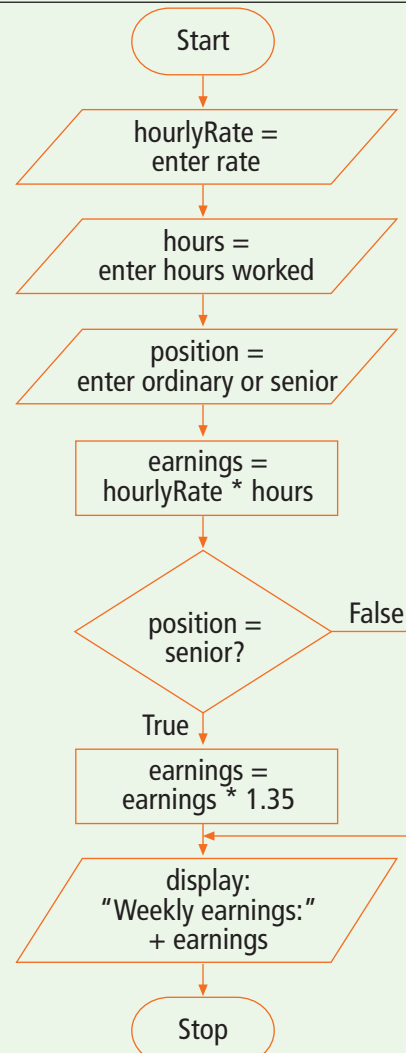 Start
hourlyRate =
enter rate
hours =
enter hours worked
position =
enter ordinary or senior
earnings =
hourlyRate * hours
position =
senior?
False
True
earnings =
earnings * 1.35
display:
“Weekly earnings:”
+ earnings
Stop